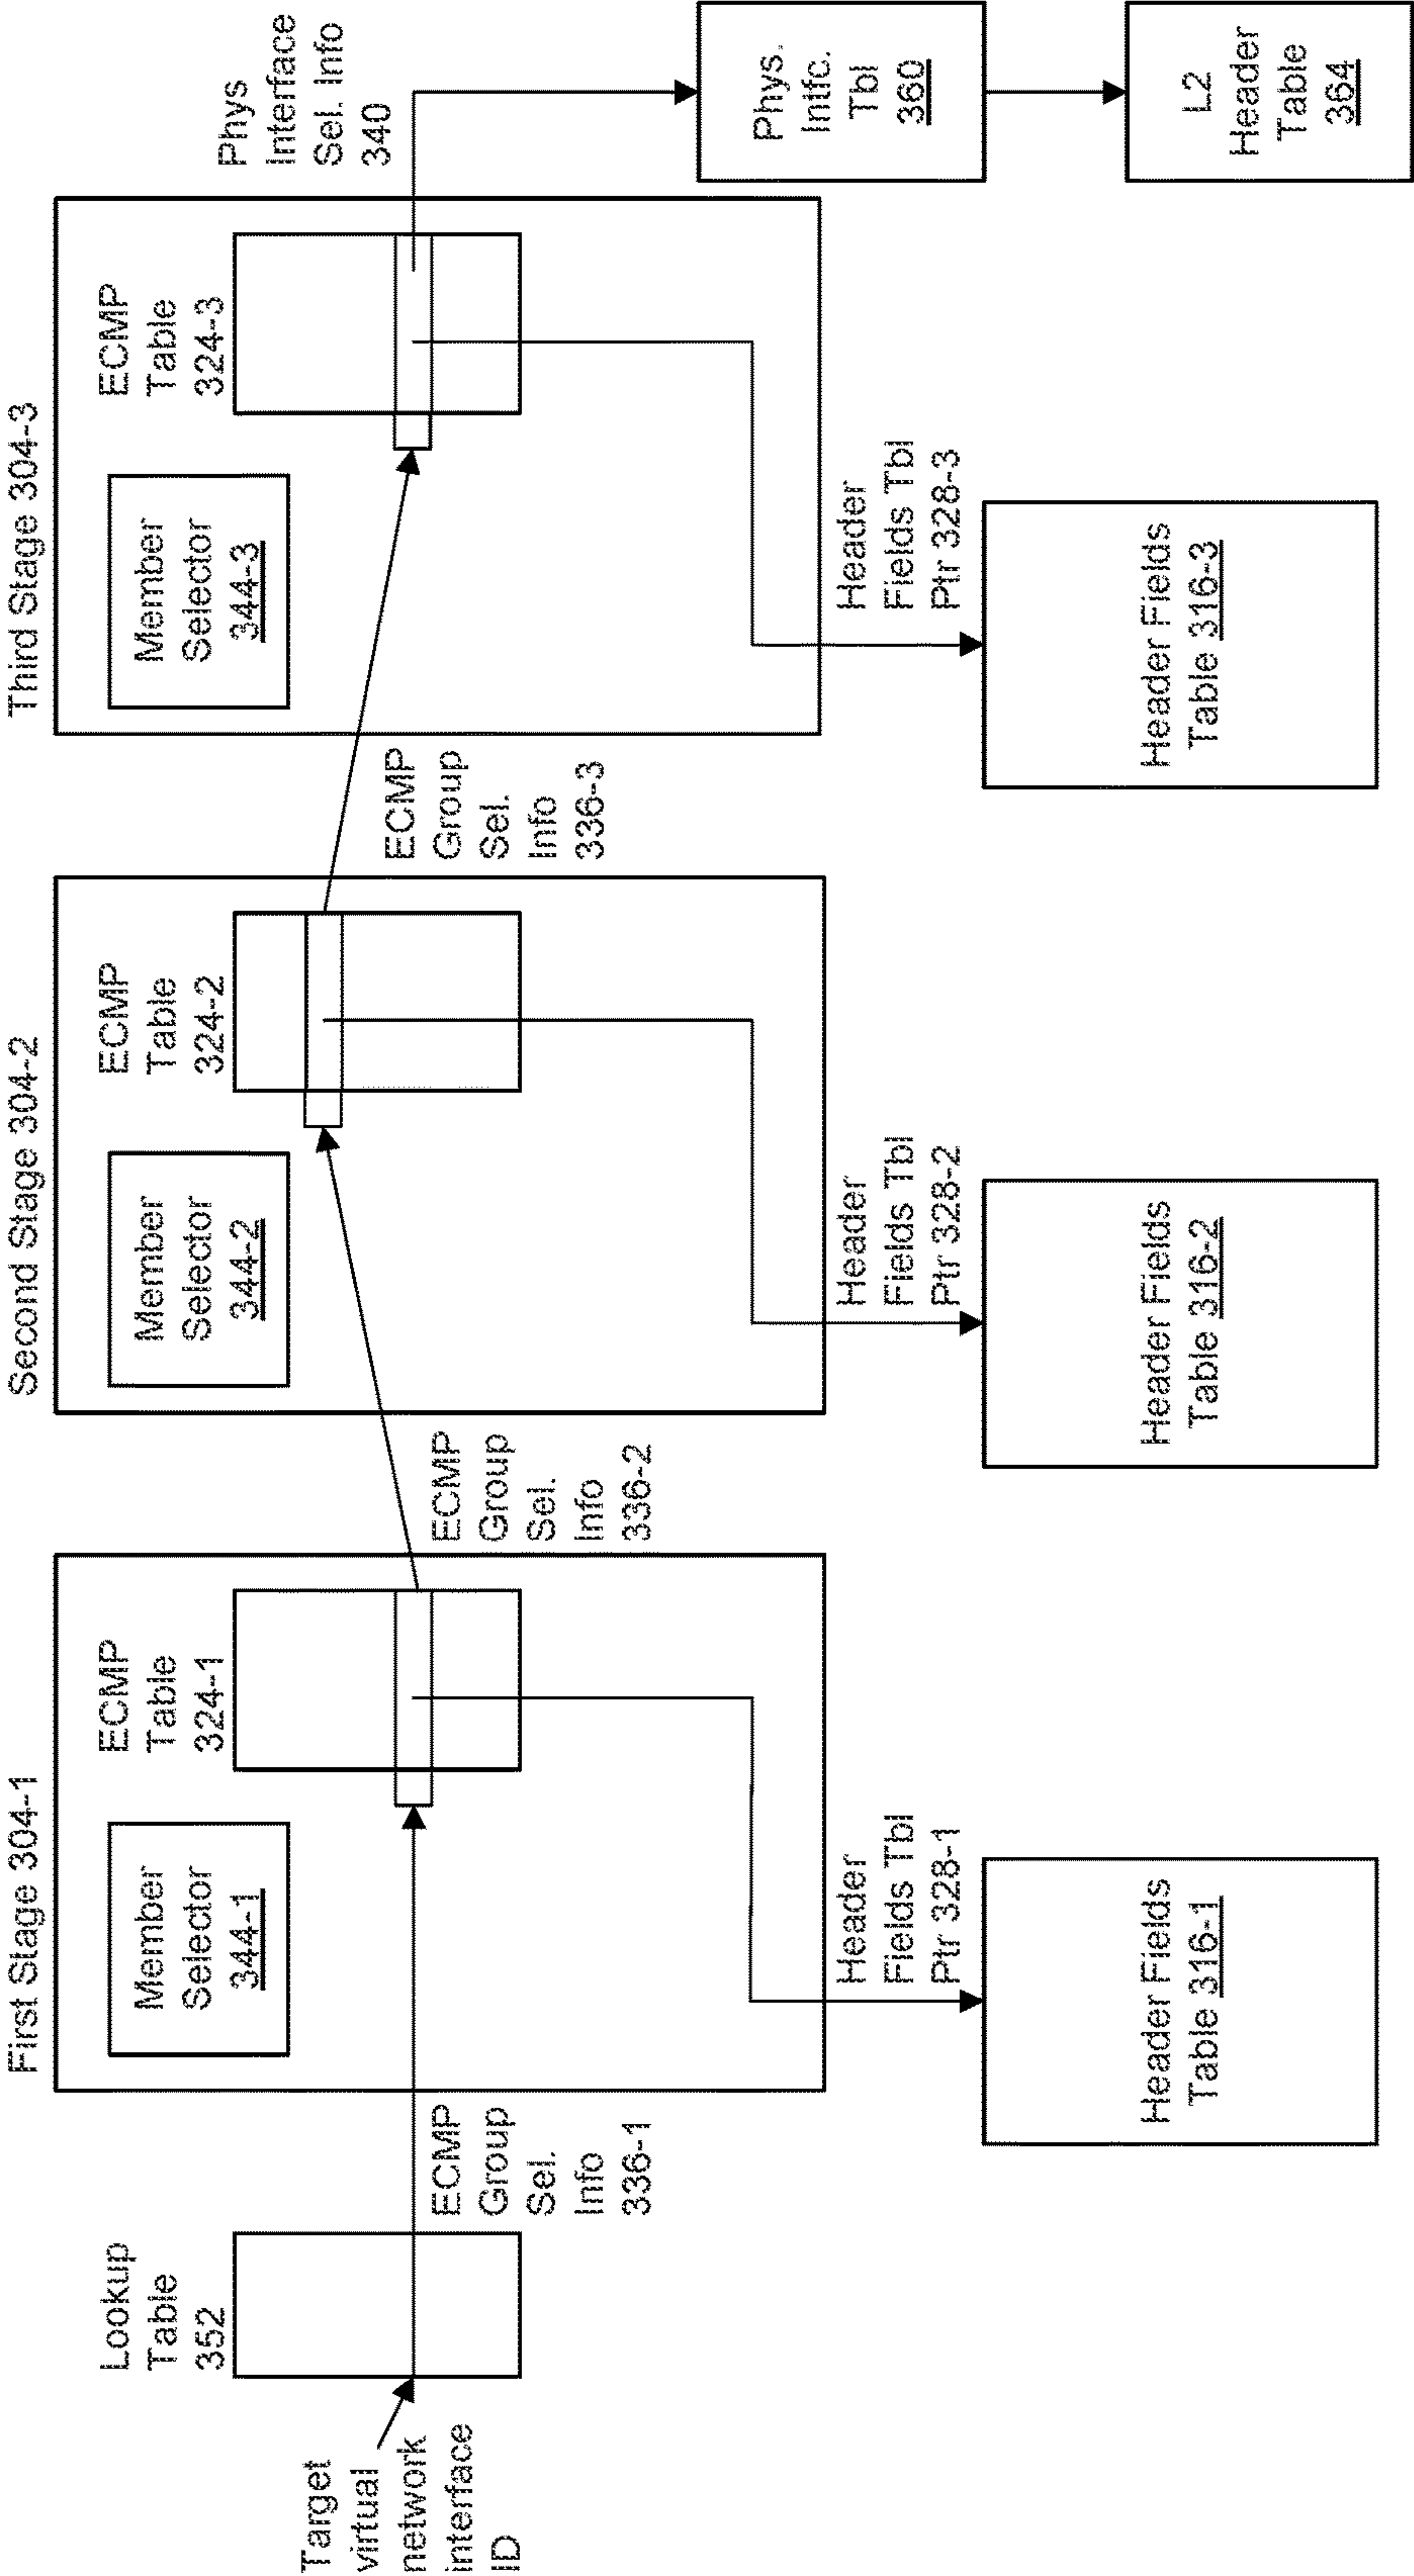 Target
virtual
network
interface
ID
Lookup
Table
352
ECMP
Group
Sel.
Info
336-1
First Stage 304-1
Member
Selector
344-1
ECMP
Table
324-1
Header
Fields Tbl
Ptr 328-1
Header Fields
Table 316-1
ECMP
Group
Sel.
Info
336-2
Second Stage 304-2
Member
Selector
344-2
ECMP
Table
324-2
Header
Fields Tbl
Ptr 328-2
Header Fields
Table 316-2
ECMP
Group
Sel.
Info
336-3
Third Stage 304-3
Member
Selector
344-3
ECMP
Table
324-3
Header
Fields Tbl
Ptr 328-3
Header Fields
Table 316-3
Phys
Interface
Sel. Info
340
Phys.
Intfc.
Tbl
360
L2
Header
Table
364